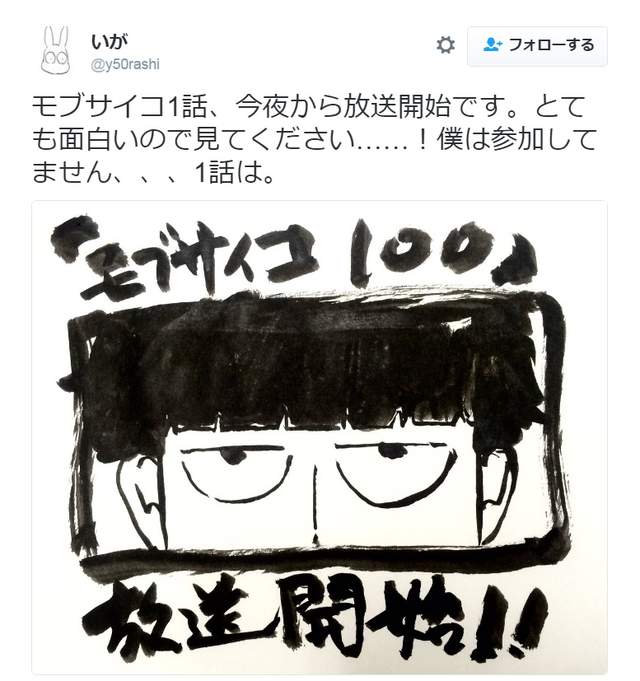 いが
@y50rashi
フォローする
モブサイコ1話、今夜から放送開始です。とて
も面白いので見てください……！僕は参加して
ません、、、1話は。
『モブサイコ100』
放送開始!!